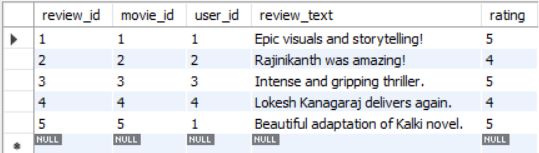 review_id movie_id user_id review_text rating
1 1 1 Epic visuals and storytelling! 5
2 2 2 Rajinikanth was amazing! 4
3 3 3 Intense and gripping thriller. 5
4 4 4 Lokesh Kanagaraj delivers again. 4
5 5 1 Beautiful adaptation of Kalki novel. 5
NULL NULL NULL NULL NULL